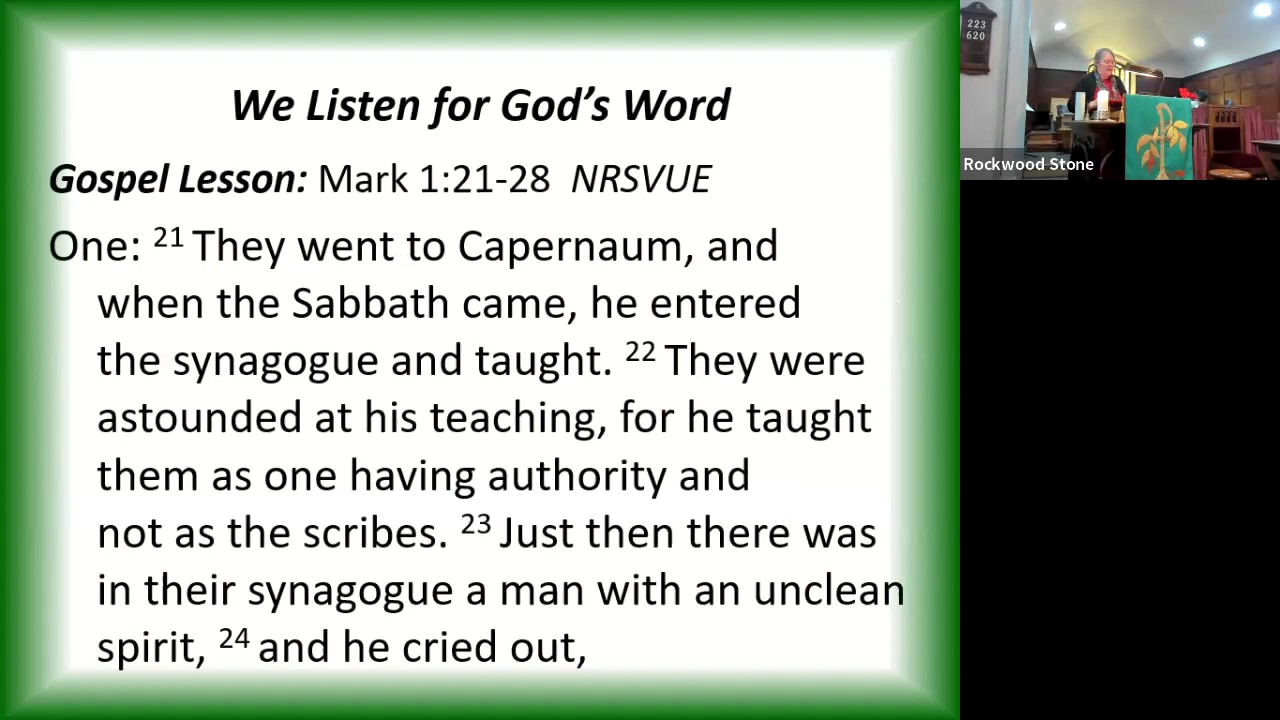 We Listen for God’s Word
Gospel Lesson: Mark 1:21-28 NRSVUE
One: 21 They went to Capernaum, and
when the Sabbath came, he entered
the synagogue and taught. 22 They were
astounded at his teaching, for he taught
them as one having authority and
not as the scribes. 23 Just then there was
in their synagogue a man with an unclean
spirit, 24 and he cried out,
223
620
Rockwood Stone